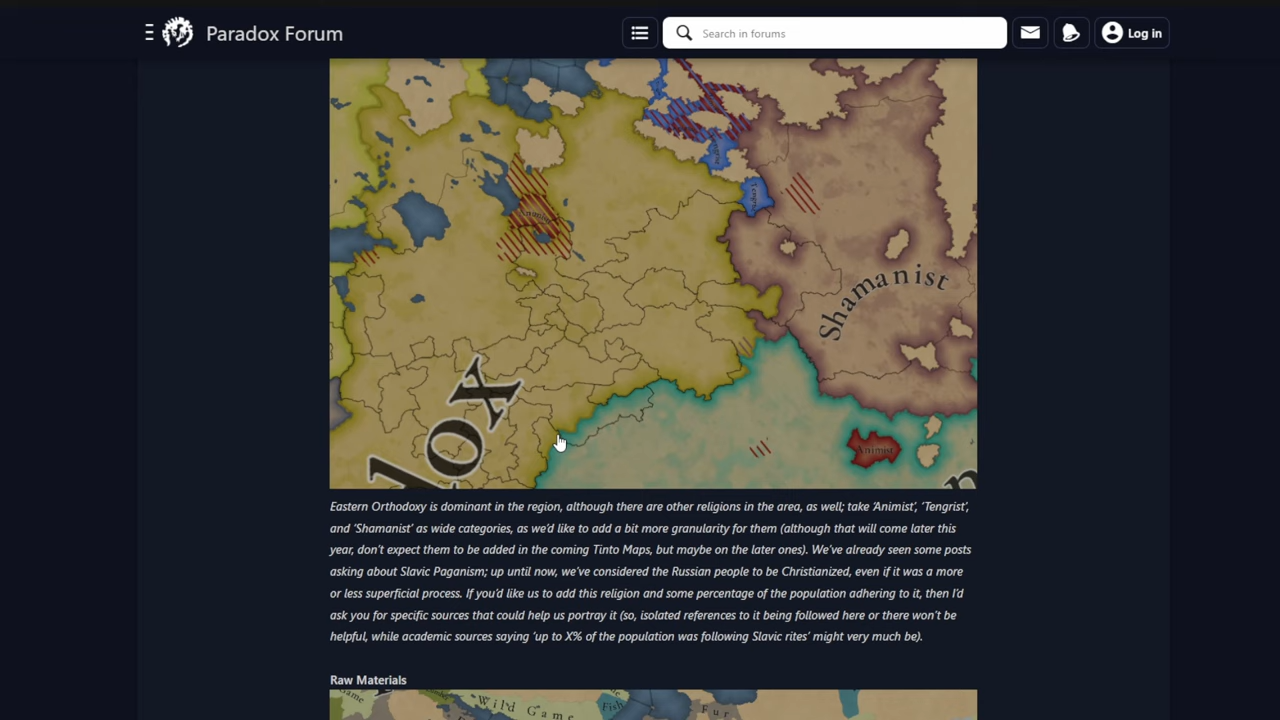 Paradox Forum
Search in forums
Log in
Tengrist
Shamanist
dox
Animist
Eastern Orthodoxy is dominant in the region, although there are other religions in the area, as well; take ‘Animist’, ‘Tengrist’,
and ‘Shamanist’ as wide categories, as we’d like to add a bit more granularity for them (although that will come later this
year, don’t expect them to be added in the coming Tinto Maps, but maybe on the later ones). We’ve already seen some posts
asking about Slavic Paganism; up until now, we’ve considered the Russian people to be Christianized, even if it was a more
or less superficial process. If you’d like us to add this religion and some percentage of the population adhering to it, then I’d
ask you for specific sources that could help us portray it (so, isolated references to it being followed here or there won’t be
helpful, while academic sources saying ‘up to X% of the population was following Slavic rites’ might very much be).
Raw Materials
Game
Wild Game
Fish
Fur